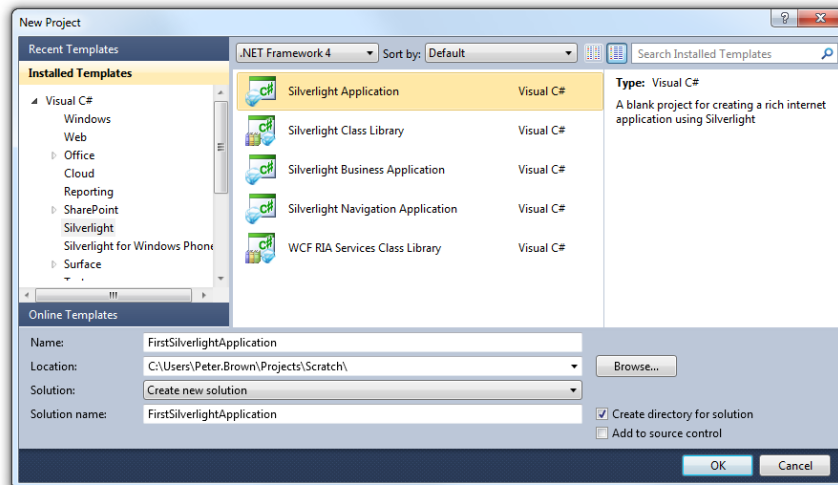 New Project
Recent Templates
Installed Templates
Visual C#
Windows
Web
Office
Cloud
Reporting
SharePoint
Silverlight
Silverlight for Windows Phone
Surface
Online Templates
.NET Framework 4 Sort by: Default Search Installed Templates
Silverlight Application Visual C#
Silverlight Class Library Visual C#
Silverlight Business Application Visual C#
Silverlight Navigation Application Visual C#
WCF RIA Services Class Library Visual C#
Type: Visual C#
A blank project for creating a rich internet
application using Silverlight
Name: FirstSilverlightApplication
Location: C:\Users\Peter.Brown\Projects\Scratch\ Browse...
Solution: Create new solution
Solution name: FirstSilverlightApplication Create directory for solution
Add to source control
OK Cancel